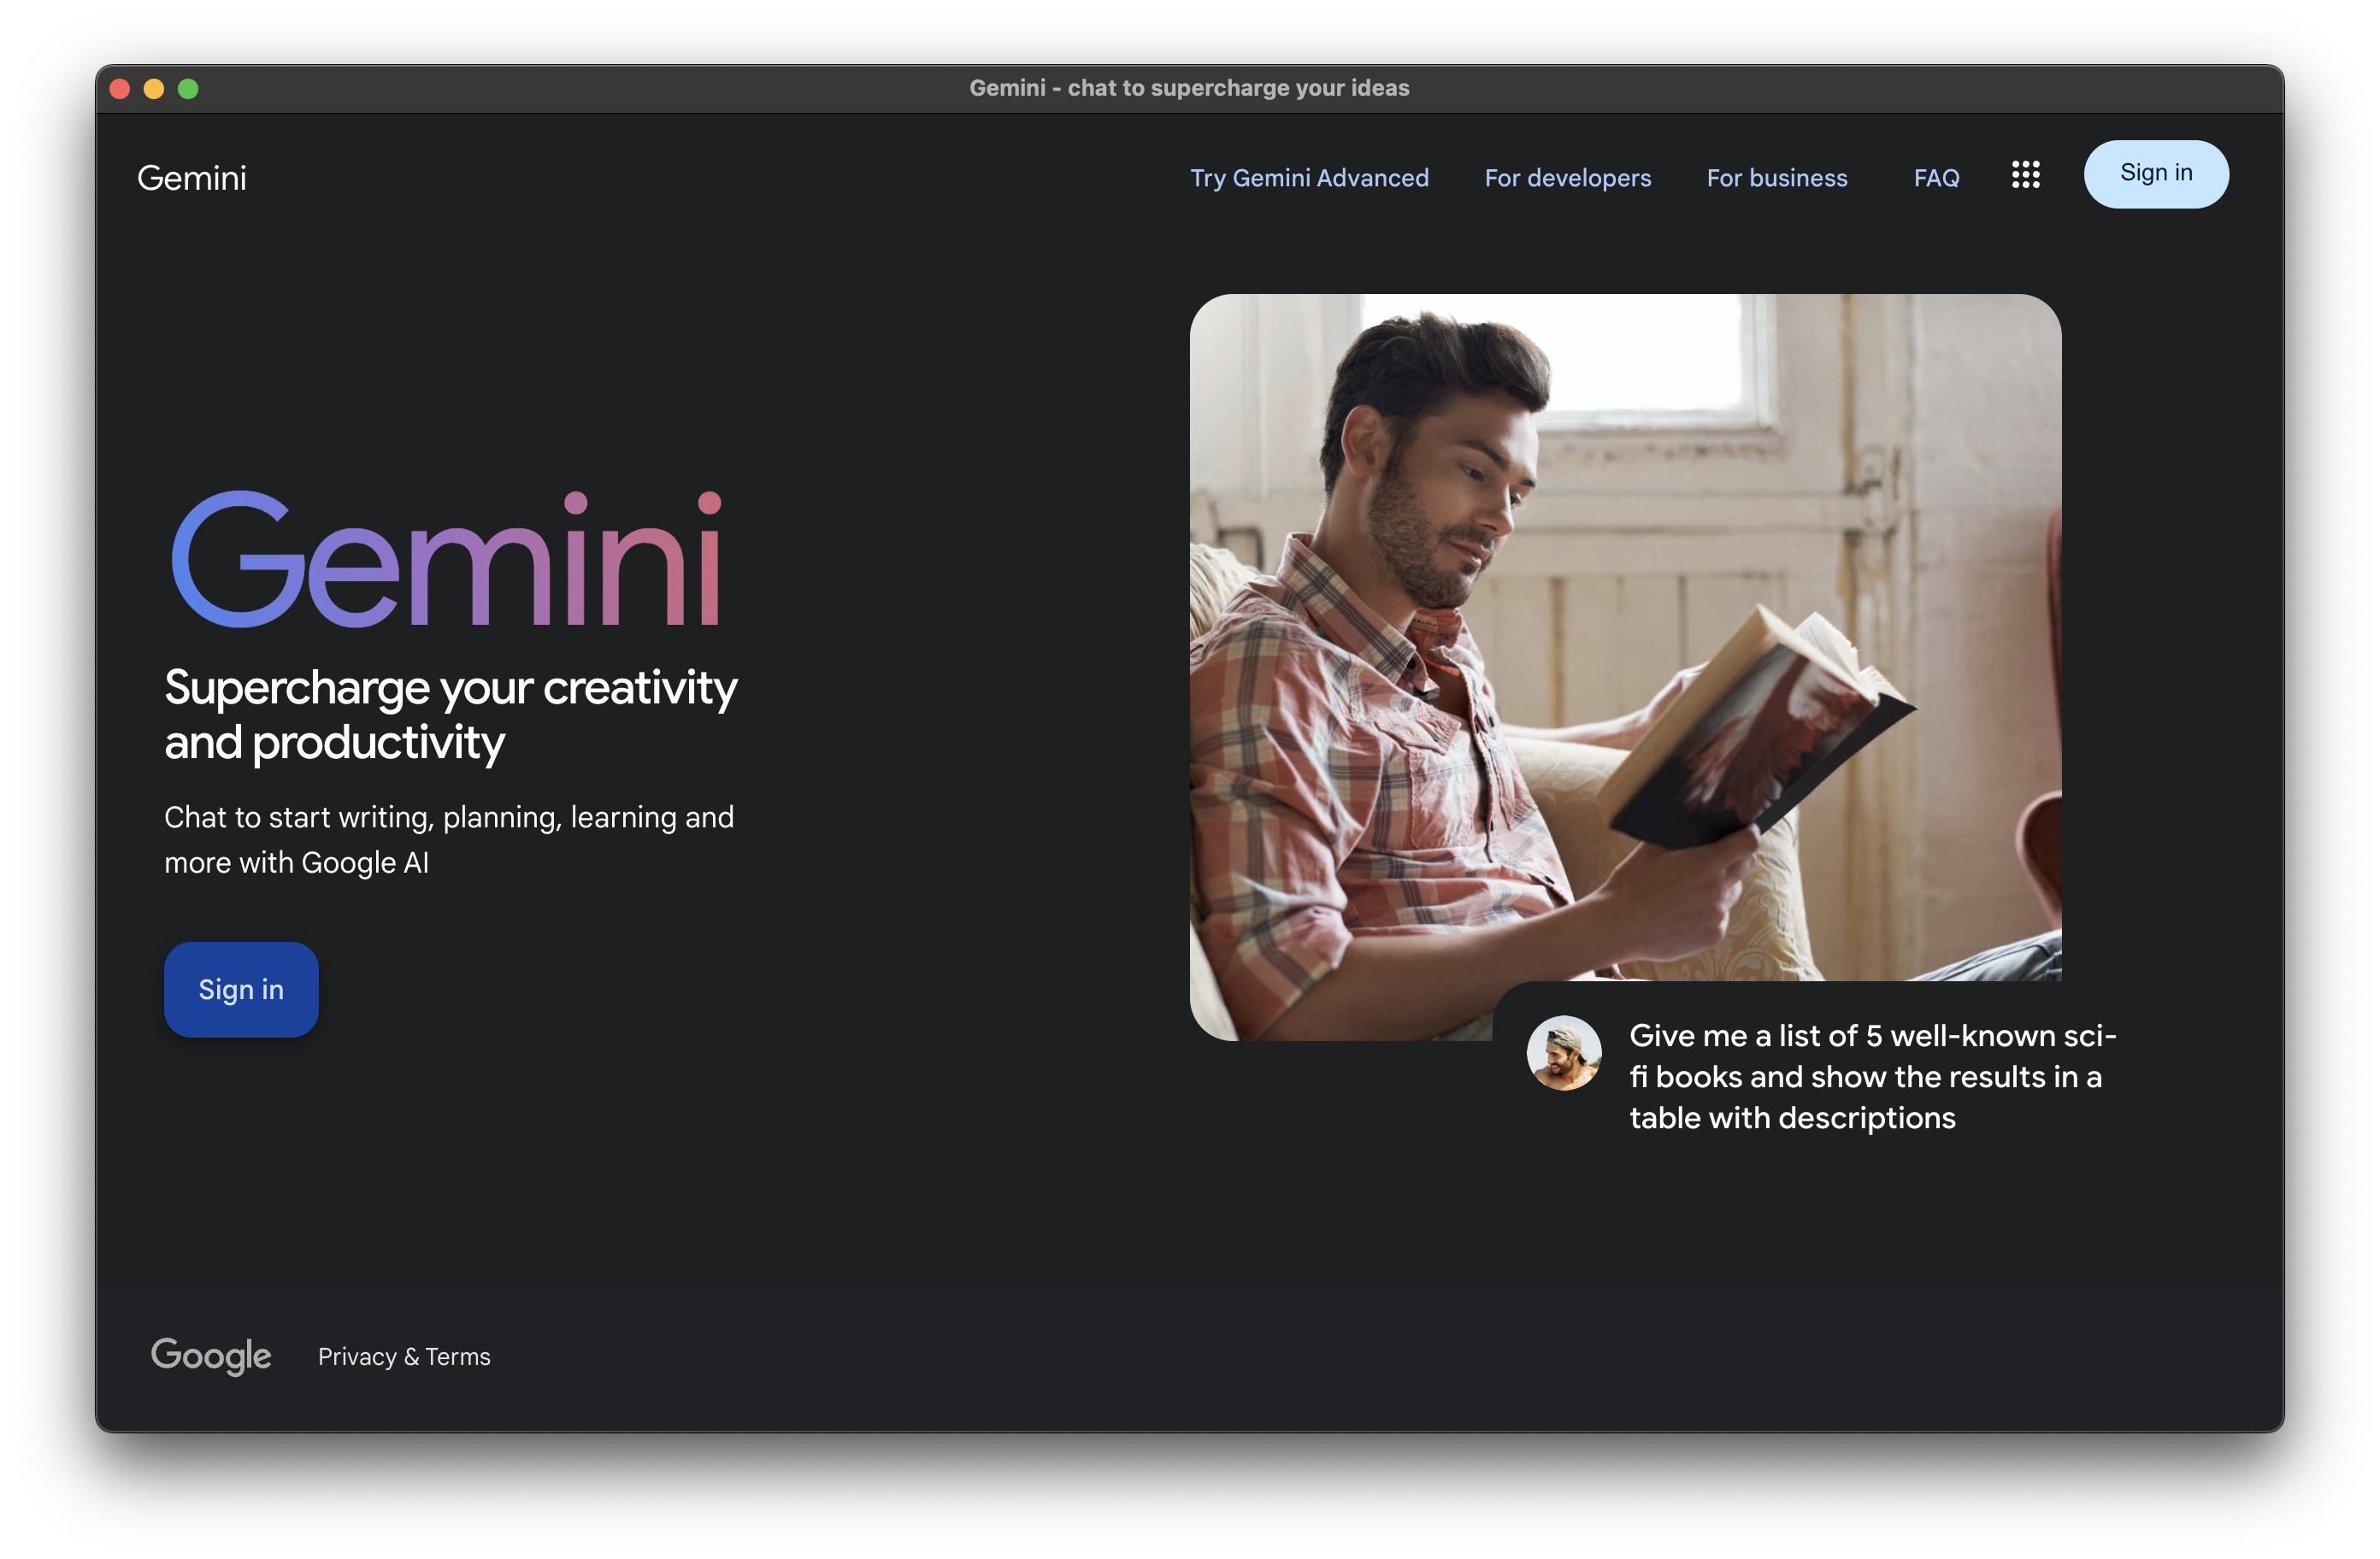 Gemini - chat to supercharge your ideas
Gemini
Try Gemini Advanced
For developers
For business
FAQ
Sign in
Gemini
Supercharge your creativity
and productivity
Chat to start writing, planning, learning and
more with Google AI
Sign in
Give me a list of 5 well-known sci-
fi books and show the results in a
table with descriptions
Google
Privacy & Terms